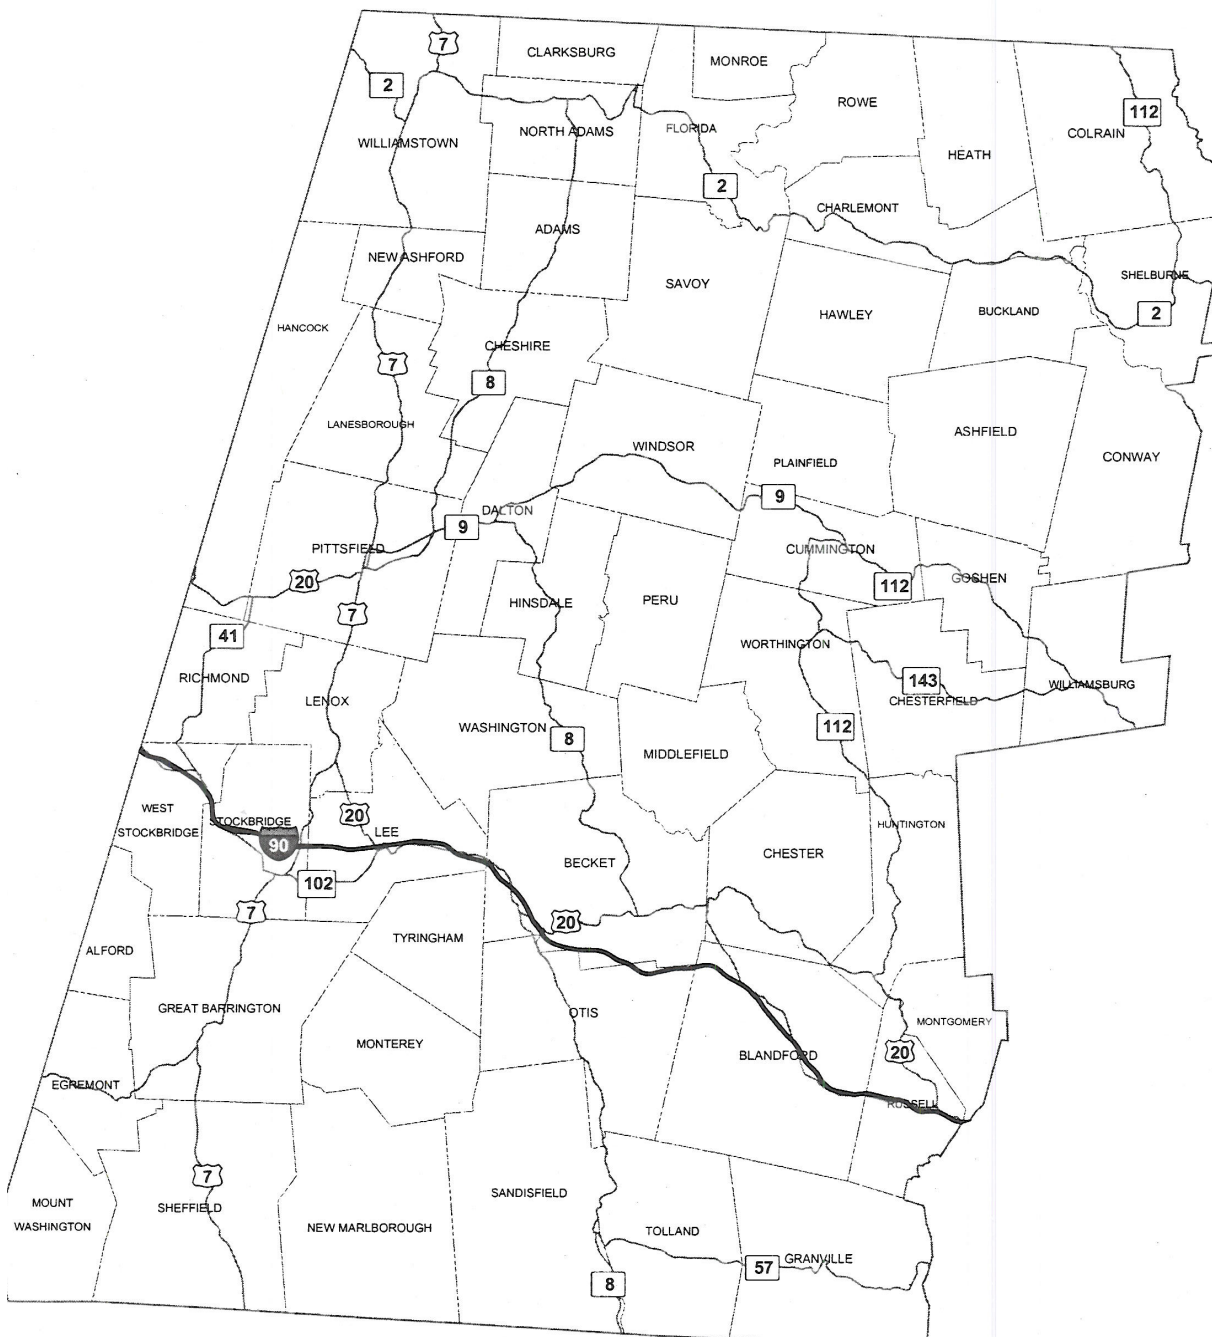 7
CLARKSBURG
MONROE
2
ROWE
112
NORTH ADAMS
FLORIDA
COLRAIN
WILLIAMSTOWN
HEATH
2
CHARLEMONT
ADAMS
NEW ASHFORD
SHELBURNE
SAVOY
HANCOCK
HAWLEY
BUCKLAND
2
CHESHIRE
7
8
LANESBOROUGH
ASHFIELD
WINDSOR
CONWAY
PLAINFIELD
9
DALTON
9
PITTSFIELD
CUMMINGTON
20
112
GOSHEN
HINSDALE
PERU
7
41
WORTHINGTON
RICHMOND
143
WILLIAMSBURG
LENOX
CHESTERFIELD
WASHINGTON
112
8
MIDDLEFIELD
WEST
STOCKBRIDGE
STOCKBRIDGE
20
LEE
HUNTINGTON
90
CHESTER
BECKET
102
7
20
TYRINGHAM
ALFORD
GREAT BARRINGTON
OTIS
MONTGOMERY
MONTEREY
BLANDFORD
20
EGREMONT
RUSSELL
7
SANDISFIELD
MOUNT
WASHINGTON
SHEFFIELD
NEW MARLBOROUGH
TOLLAND
GRANVILLE
57
8